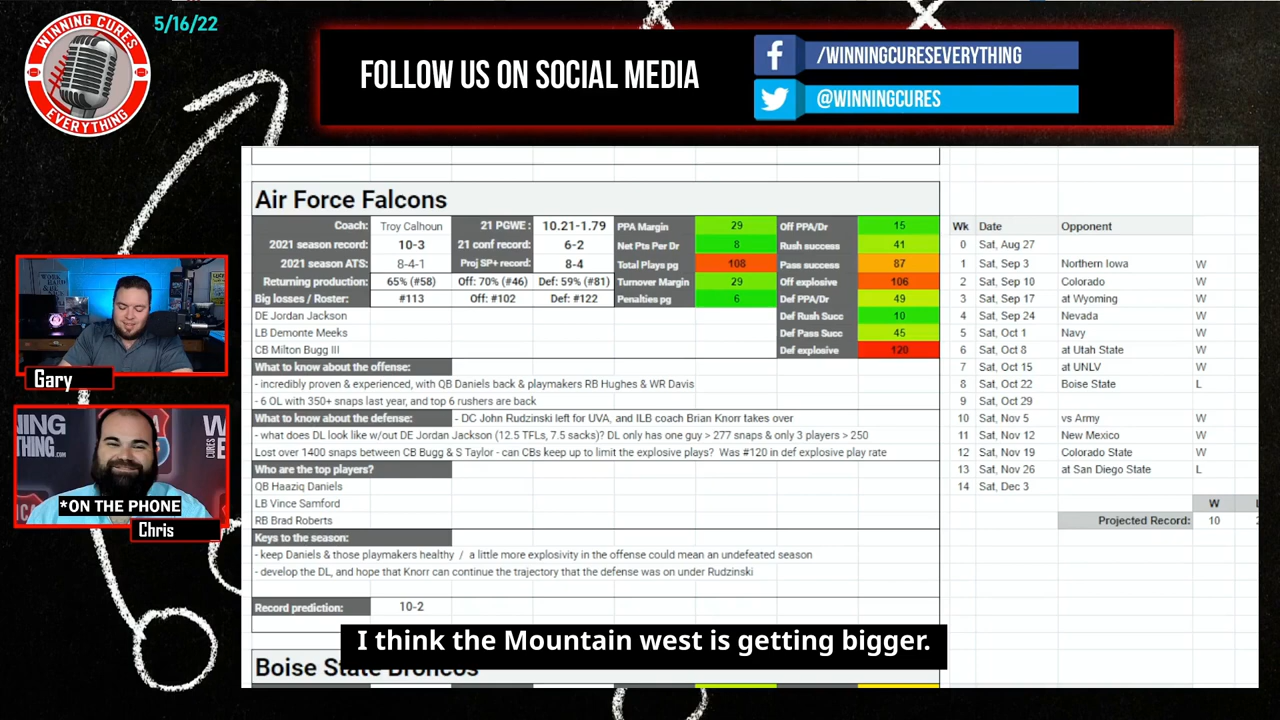 5/16/22
WINNING CURES
EVERYTHING
FOLLOW US ON SOCIAL MEDIA
/WINNINGCURESEVERYTHING
@WINNINGCURES
Air Force Falcons
Coach: Troy Calhoun 21 PGWE : 10.21-1.79 PPA Margin 29 Off PPA/Dr 15
2021 season record: 10-3 21 conf record: 6-2 Net Pts Per Dr 8 Rush success 41
2021 season ATS: 8-4-1 Proj SP+ record: 8-4 Total Plays pg 108 Pass success 87
Returning production: 65% (#58) Off: 70% (#46) Def: 59% (#81) Turnover Margin 29 Off explosive 106
Big losses / Roster: #113 Off: #102 Def: #122 Penalties pg 6 Def PPA/Dr 49
DE Jordan Jackson Def Rush Succ 10
LB Demonte Meeks Def Pass Succ 45
CB Milton Bugg III Def explosive 120
What to know about the offense:
- incredibly proven & experienced, with QB Daniels back & playmakers RB Hughes & WR Davis
- 6 OL with 350+ snaps last year, and top 6 rushers are back
What to know about the defense: - DC John Rudzinski left for UVA, and ILB coach Brian Knorr takes over
- what does DL look like w/out DE Jordan Jackson (12.5 TFLs, 7.5 sacks)? DL only has one guy > 277 snaps & only 3 players > 250
Lost over 1400 snaps between CB Bugg & S Taylor - can CBs keep up to limit the explosive plays? Was #120 in def explosive play rate
Who are the top players?
QB Haaziq Daniels
LB Vince Samford
RB Brad Roberts
Keys to the season:
- keep Daniels & those playmakers healthy / a little more explosivity in the offense could mean an undefeated season
- develop the DL, and hope that Knorr can continue the trajectory that the defense was on under Rudzinski
Record prediction: 10-2
Boise State Broncos
Wk Date Opponent
0 Sat, Aug 27
1 Sat, Sep 3 Northern Iowa W
2 Sat, Sep 10 Colorado W
3 Sat, Sep 17 at Wyoming W
4 Sat, Sep 24 Nevada W
5 Sat, Oct 1 Navy W
6 Sat, Oct 8 at Utah State W
7 Sat, Oct 15 at UNLV W
8 Sat, Oct 22 Boise State L
9 Sat, Oct 29
10 Sat, Nov 5 vs Army W
11 Sat, Nov 12 New Mexico W
12 Sat, Nov 19 Colorado State W
13 Sat, Nov 26 at San Diego State L
14 Sat, Dec 3
W
Projected Record: 10
Gary
*ON THE PHONE
Chris
I think the Mountain west is getting bigger.